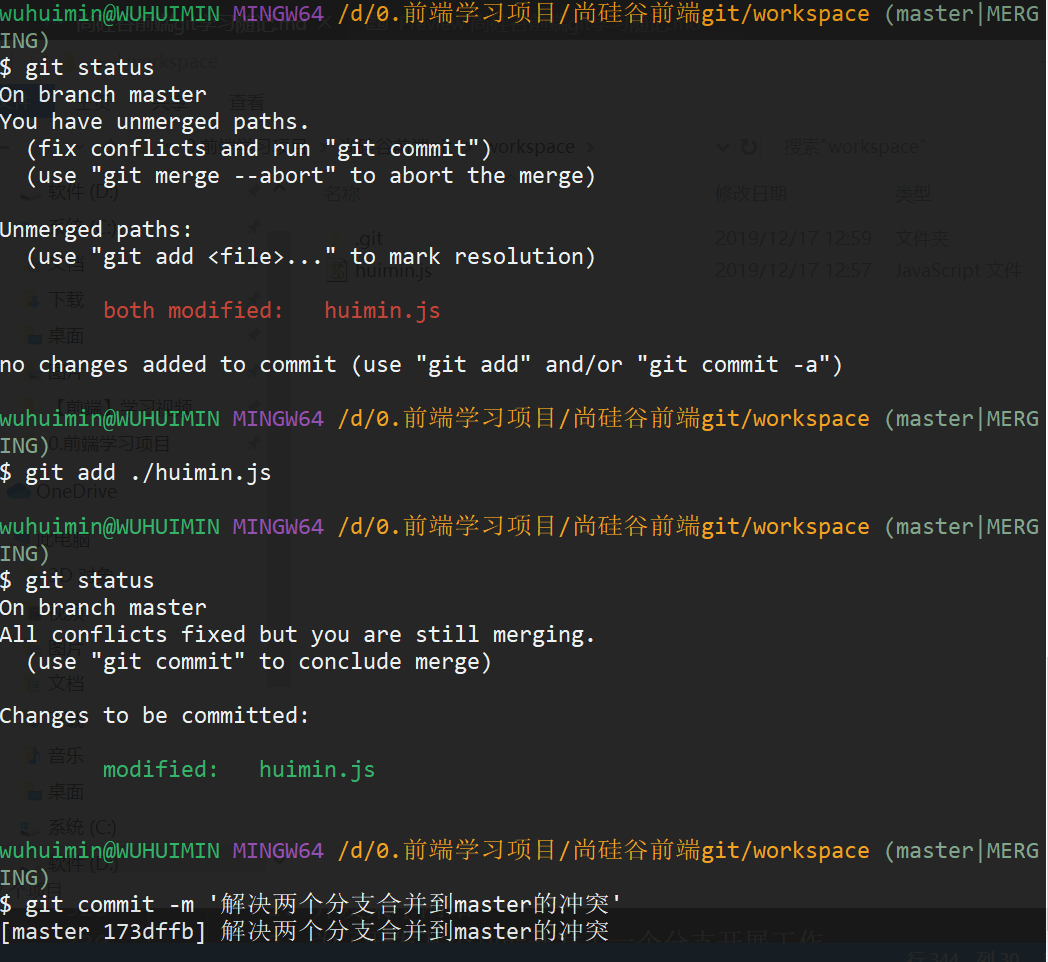 wuhuimin@WUHUIMIN MINGW64 /d/0.前端学习项目/尚硅谷前端git/workspace (master|MERG
ING)
$ git status
On branch master
You have unmerged paths.
  (fix conflicts and run "git commit")
  (use "git merge --abort" to abort the merge)
Unmerged paths:
  (use "git add <file>..." to mark resolution)
        both modified:   huimin.js
no changes added to commit (use "git add" and/or "git commit -a")
wuhuimin@WUHUIMIN MINGW64 /d/0.前端学习项目/尚硅谷前端git/workspace (master|MERG
ING)
$ git add ./huimin.js
wuhuimin@WUHUIMIN MINGW64 /d/0.前端学习项目/尚硅谷前端git/workspace (master|MERG
ING)
$ git status
On branch master
All conflicts fixed but you are still merging.
  (use "git commit" to conclude merge)
Changes to be committed:
        modified:   huimin.js
wuhuimin@WUHUIMIN MINGW64 /d/0.前端学习项目/尚硅谷前端git/workspace (master|MERG
ING)
$ git commit -m '解决两个分支合并到master的冲突'
[master 173dffb] 解决两个分支合并到master的冲突